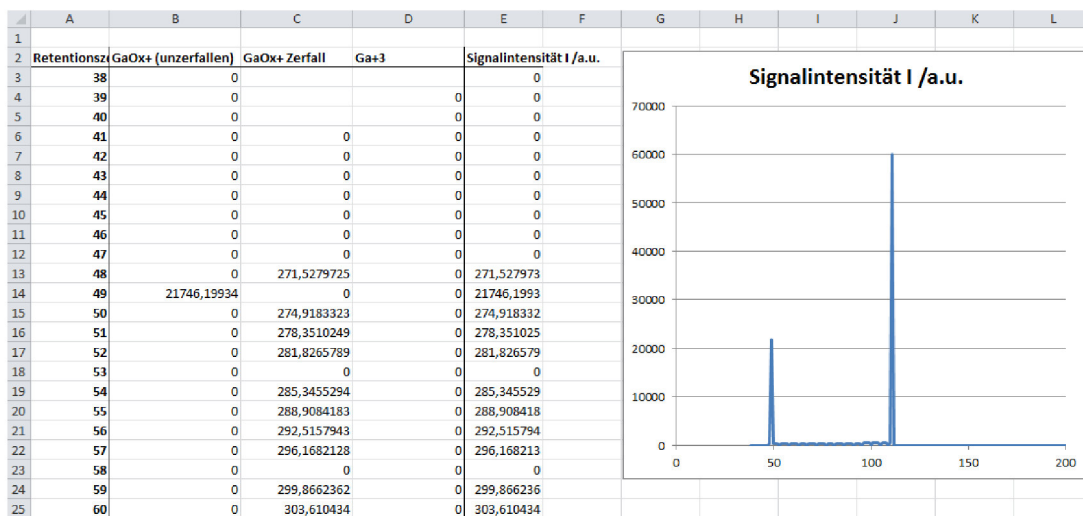 A B C D E F G H I J K L
1
2 Retentionsze GaOx+ (unzerfallen) GaOx+ Zerfall Ga+3 Signalintensität I /a.u.
3 38 0 0
4 39 0 0 0
5 40 0 0 0
6 41 0 0 0 0
7 42 0 0 0 0
8 43 0 0 0 0
9 44 0 0 0 0
10 45 0 0 0 0
11 46 0 0 0 0
12 47 0 0 0 0
13 48 0 271,5279725 0 271,527973
14 49 21746,19934 0 0 21746,1993
15 50 0 274,9183323 0 274,918332
16 51 0 278,3510249 0 278,351025
17 52 0 281,8265789 0 281,826579
18 53 0 0 0 0
19 54 0 285,3455294 0 285,345529
20 55 0 288,9084183 0 288,908418
21 56 0 292,5157943 0 292,515794
22 57 0 296,1682128 0 296,168213
23 58 0 0 0 0
24 59 0 299,8662362 0 299,866236
25 60 0 303,610434 0 303,610434
Signalintensität I /a.u.
70000
60000
50000
40000
30000
20000
10000
0
0 50 100 150 200